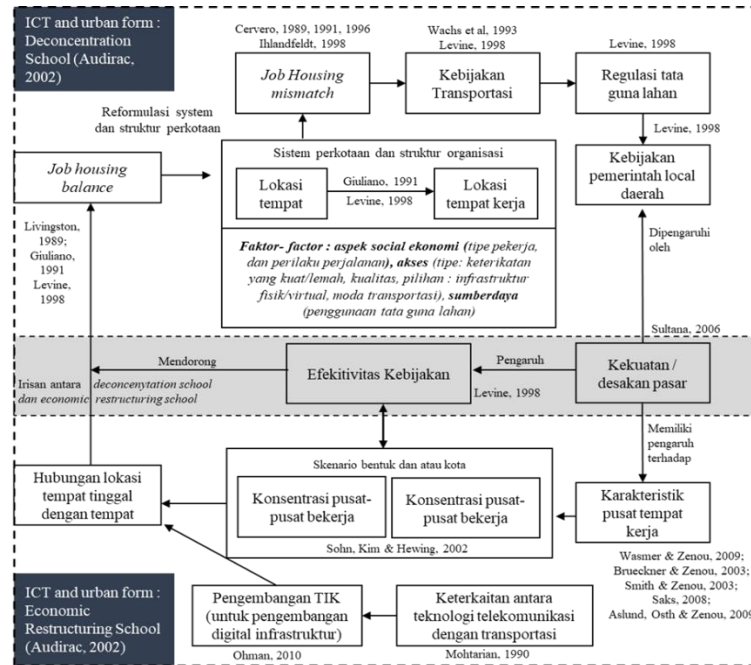 ICT and urban form :
Deconcentration
School (Audirac,
2002)
Cervero, 1989, 1991, 1996
Ihlandfeldt, 1998
Wachs et al, 1993
Levine, 1998
Levine, 1998
Job Housing
mismatch
Kebijakan
Transportasi
Regulasi tata
guna lahan
Reformulasi system
dan struktur perkotaan
Levine, 1998
Job housing
balance
Sistem perkotaan dan struktur organisasi
Lokasi
tempat
Giuliano, 1991
Levine, 1998
Lokasi
tempat kerja
Kebijakan
pemerintah local
daerah
Livingston,
1989;
Giuliano,
1991
Levine,
1998
Faktor- factor : aspek social ekonomi (tipe pekerja,
dan perilaku perjalanan), akses (tipe: keterikatan
yang kuat/lemah, kualitas, pilihan : infrastruktur
fisik/virtual, moda transportasi), sumberdaya
(penggunaan tata guna lahan)
Dipengaruhi
oleh
Sultana, 2006
Mendorong
Efekitivitas Kebijakan
Pengaruh
Levine, 1998
Kekuatan /
desakan pasar
Irisan antara deconcenytation school
dan economic restructuring school
Memiliki
pengaruh
terhadap
Hubungan lokasi
tempat tinggal
dengan tempat
Skenario bentuk dan atau kota
Konsentrasi pusat-
pusat bekerja
Konsentrasi pusat-
pusat bekerja
Sohn, Kim & Hewing, 2002
Karakteristik
pusat tempat
kerja
Wasmer & Zenou, 2009;
Brueckner & Zenou, 2003;
Smith & Zenou, 2003;
Saks, 2008;
Aslund, Osth & Zenou, 2009
ICT and urban form :
Economic
Restructuring School
(Audirac, 2002)
Pengembangan TIK
(untuk pengembangan
digital infrastruktur)
Ohman, 2010
Keterkaitan antara
teknologi telekomunikasi
dengan transportasi
Mohtarian, 1990